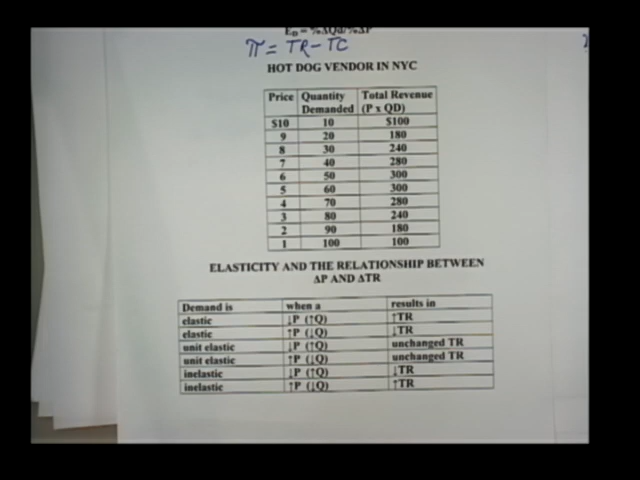 E_D = %ΔQd/%ΔP
π = TR - TC
HOT DOG VENDOR IN NYC
Price Quantity Demanded Total Revenue (P x QD)
$10 10 $100
9 20 180
8 30 240
7 40 280
6 50 300
5 60 300
4 70 280
3 80 240
2 90 180
1 100 100
ELASTICITY AND THE RELATIONSHIP BETWEEN
ΔP AND ΔTR
Demand is when a results in
elastic ↓P (↑Q) ↑TR
elastic ↑P (↓Q) ↓TR
unit elastic ↓P (↑Q) unchanged TR
unit elastic ↑P (↓Q) unchanged TR
inelastic ↓P (↑Q) ↓TR
inelastic ↑P (↓Q) ↑TR